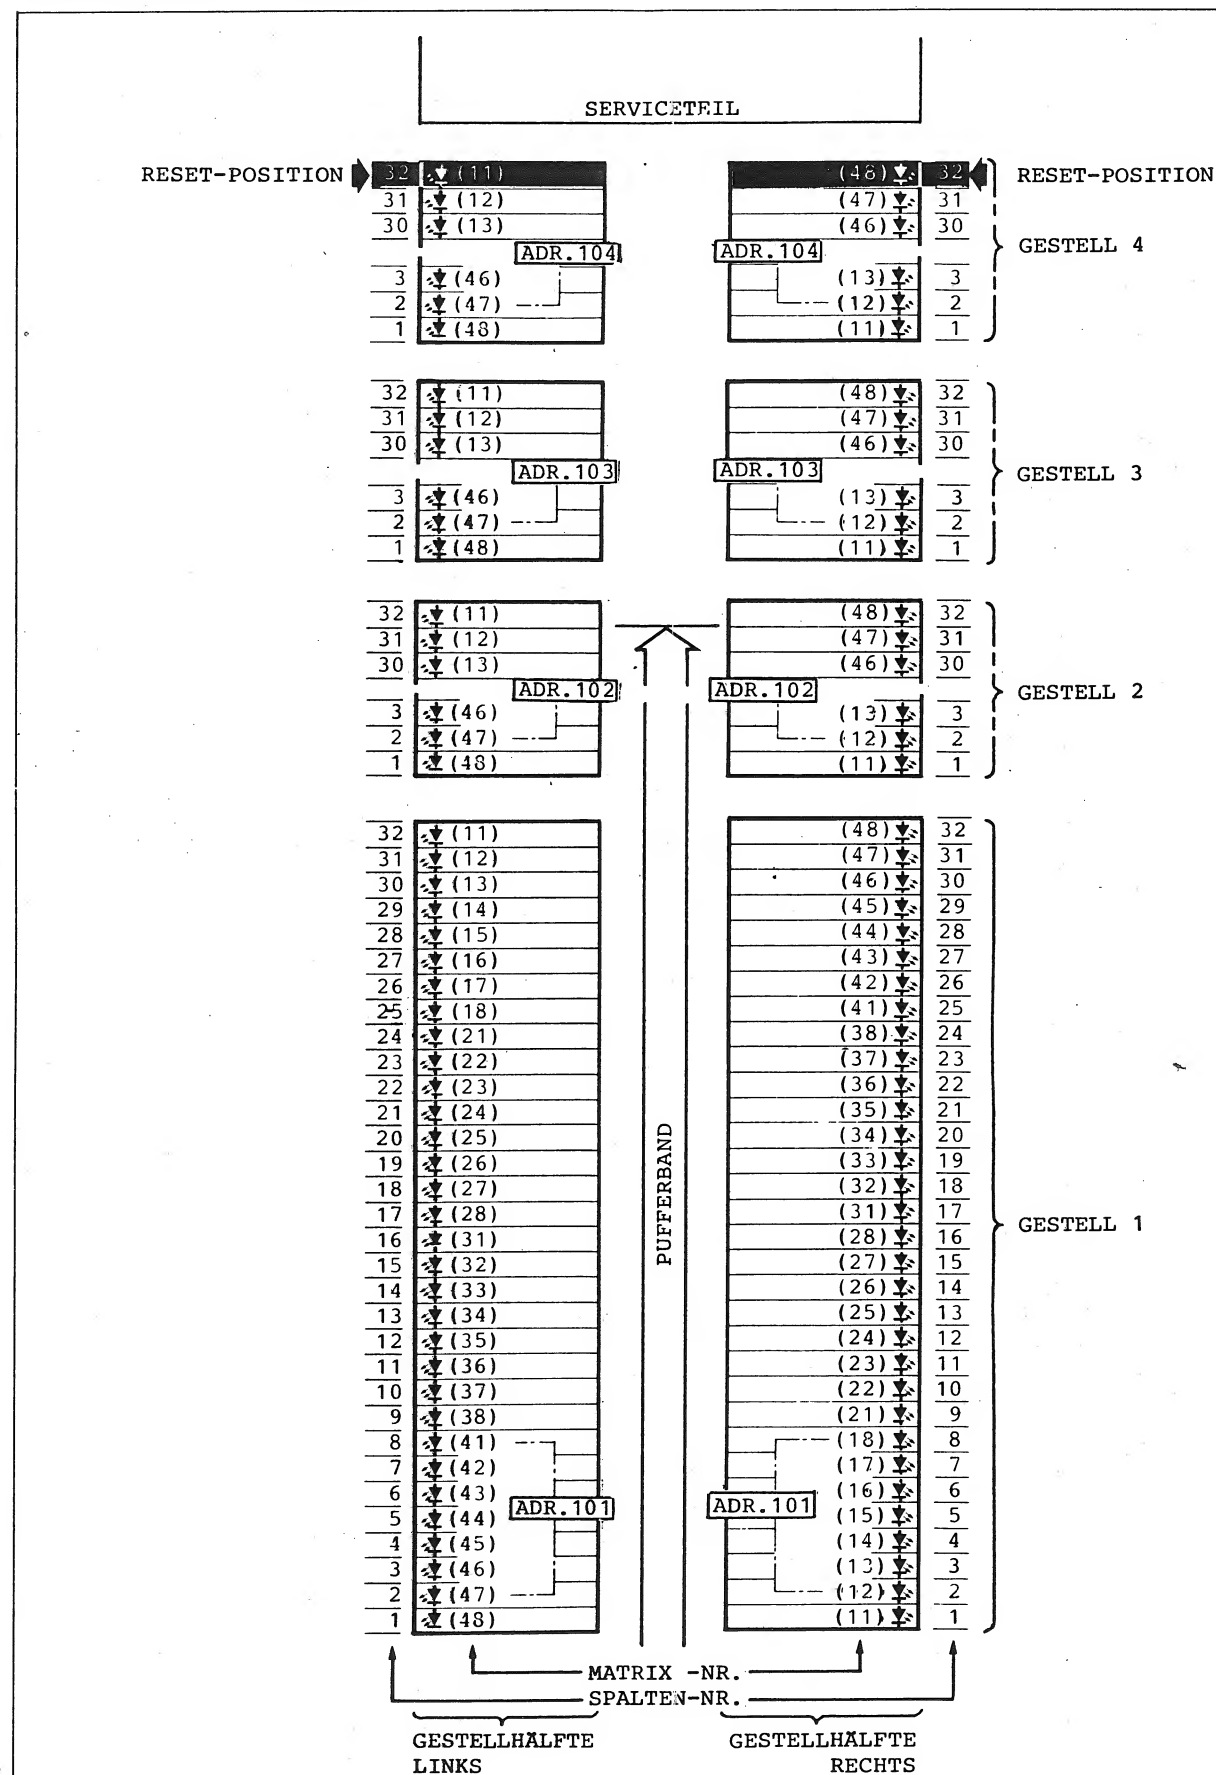 SERVICETEIL
RESET-POSITION 32 (11) (48) 32 RESET-POSITION
31 (12) (47) 31
30 (13) (46) 30
ADR.104 ADR.104 GESTELL 4
3 (46) (13) 3
2 (47) (12) 2
1 (48) (11) 1
32 (11) (48) 32
31 (12) (47) 31
30 (13) (46) 30
ADR.103 ADR.103 GESTELL 3
3 (46) (13) 3
2 (47) (12) 2
1 (48) (11) 1
32 (11) (48) 32
31 (12) (47) 31
30 (13) (46) 30
ADR.102 ADR.102 GESTELL 2
3 (46) (13) 3
2 (47) (12) 2
1 (48) (11) 1
32 (11) (48) 32
31 (12) (47) 31
30 (13) (46) 30
29 (14) (45) 29
28 (15) (44) 28
27 (16) (43) 27
26 (17) (42) 26
25 (18) (41) 25
24 (21) (38) 24
23 (22) (37) 23
22 (23) (36) 22
21 (24) (35) 21
20 (25) (34) 20
19 (26) (33) 19
18 (27) (32) 18
17 (28) (31) 17
PUFFERBAND
GESTELL 1
16 (31) (28) 16
15 (32) (27) 15
14 (33) (26) 14
13 (34) (25) 13
12 (35) (24) 12
11 (36) (23) 11
10 (37) (22) 10
9 (38) (21) 9
8 (41) (18) 8
7 (42) (17) 7
6 (43) (16) 6
ADR.101 ADR.101
5 (44) (15) 5
4 (45) (14) 4
3 (46) (13) 3
2 (47) (12) 2
1 (48) (11) 1
MATRIX -NR.
SPALTEN-NR.
GESTELLHÄLFTE GESTELLHÄLFTE
LINKS RECHTS